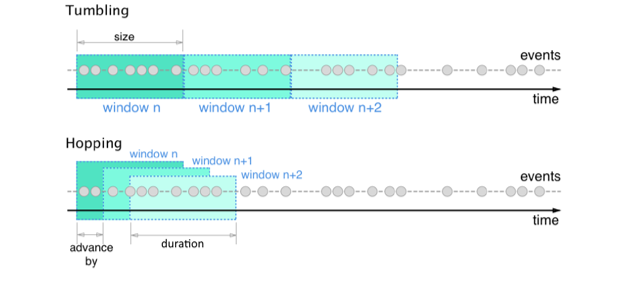 Tumbling
size
events
window n
window n+1
window n+2
time
Hopping
window n
window n+1
window n+2
events
time
advance
by
duration